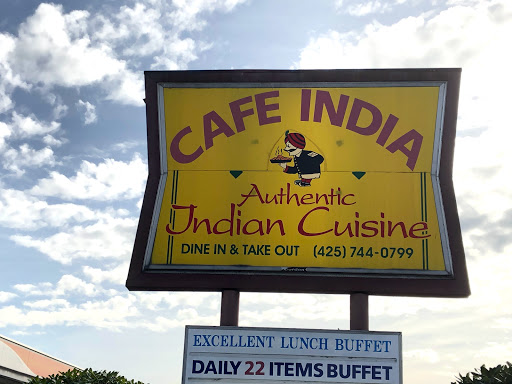 CAFE INDIA
Authentic
Indian Cuisine
DINE IN & TAKE OUT (425) 744-0799
EXCELLENT LUNCH BUFFET
DAILY 22 ITEMS BUFFET